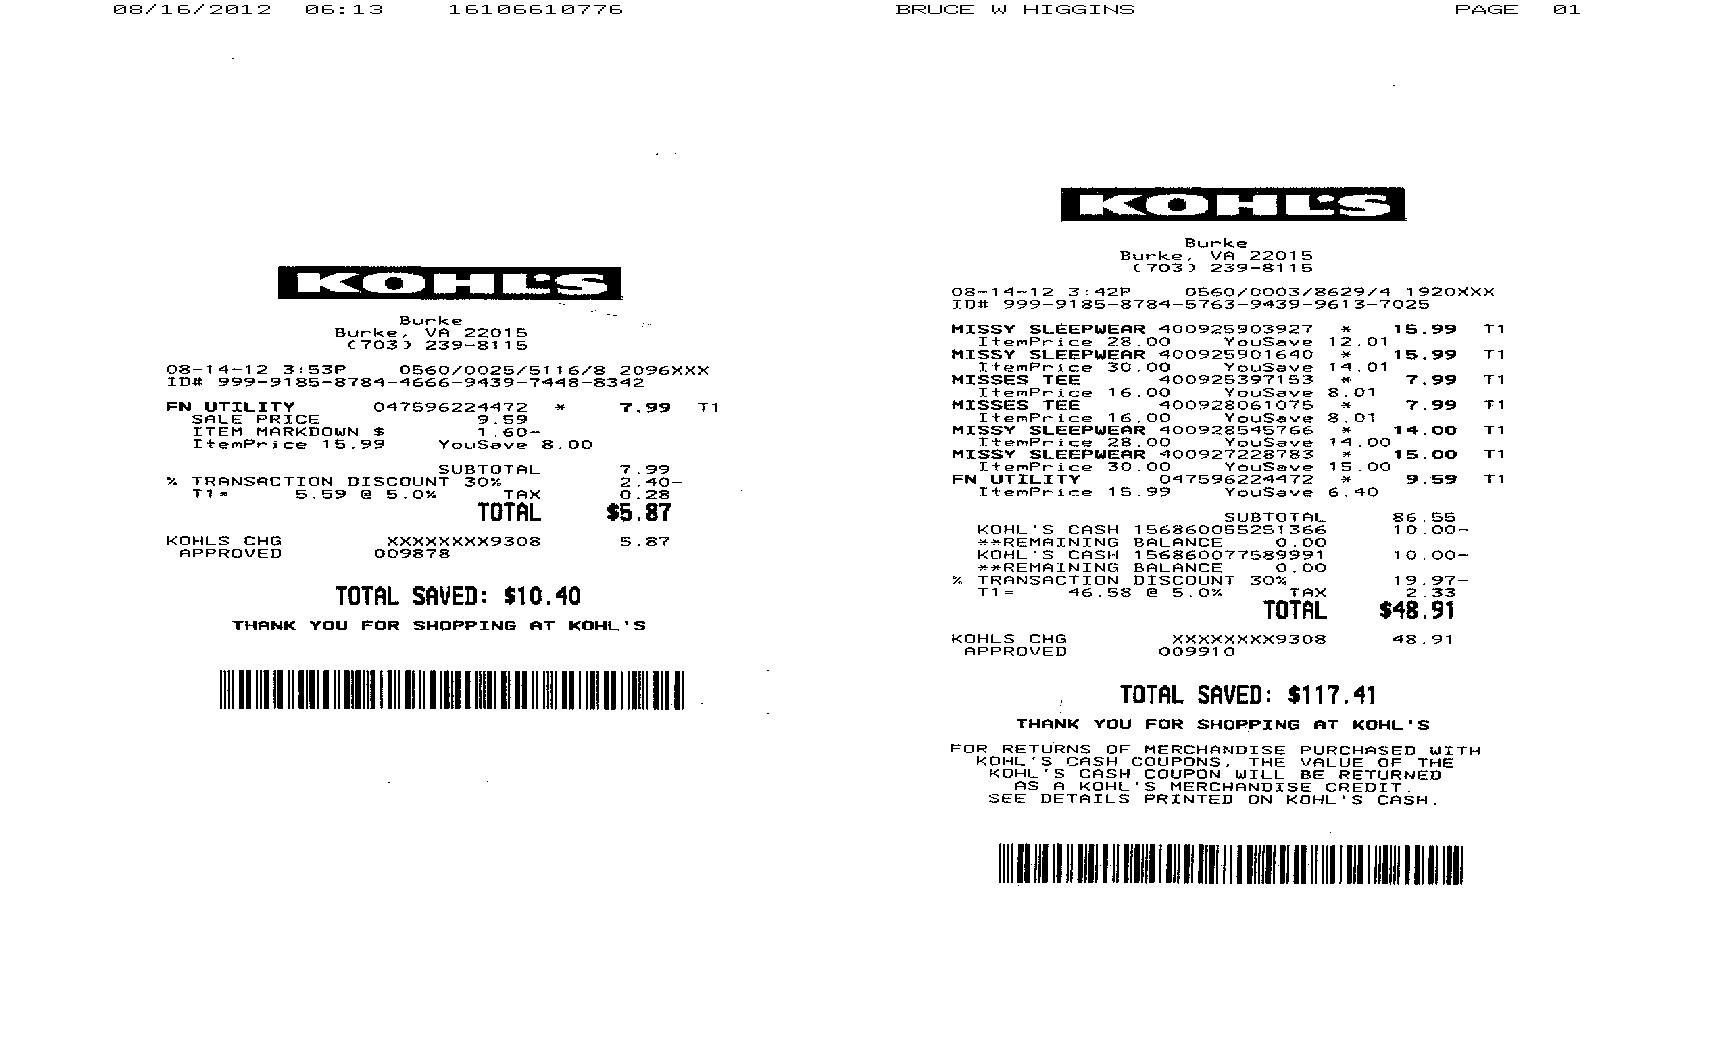 08/16/2012 06:13 16106610776 BRUCE W HIGGINS PAGE 01
KOHL'S
Burke
Burke, VA 22015
(703) 239-8115
08-14-12 3:53P 0560/0025/5116/8 2096XXX
ID# 999-9185-8784-4666-9439-7448-8342
FN UTILITY 047596224472 * 7.99 T1
SALE PRICE 9.59
ITEM MARKDOWN $ 1.60-
ItemPrice 15.99 YouSave 8.00
SUBTOTAL 7.99
% TRANSACTION DISCOUNT 30% 2.40-
T1= 5.59 @ 5.0% TAX 0.28
TOTAL $5.87
KOHLS CHG XXXXXXXX9308 5.87
APPROVED 009878
TOTAL SAVED: $10.40
THANK YOU FOR SHOPPING AT KOHL'S
KOHL'S
Burke
Burke, VA 22015
(703) 239-8115
08-14-12 3:42P 0560/0003/8629/4 1920XXX
ID# 999-9185-8784-5763-9439-9613-7025
MISSY SLEEPWEAR 400925903927 * 15.99 T1
ItemPrice 28.00 YouSave 12.01
MISSY SLEEPWEAR 400925901640 * 15.99 T1
ItemPrice 30.00 YouSave 14.01
MISSES TEE 400925397153 * 7.99 T1
ItemPrice 16.00 YouSave 8.01
MISSES TEE 400928061075 * 7.99 T1
ItemPrice 16.00 YouSave 8.01
MISSY SLEEPWEAR 400928545766 * 14.00 T1
ItemPrice 28.00 YouSave 14.00
MISSY SLEEPWEAR 400927228783 * 15.00 T1
ItemPrice 30.00 YouSave 15.00
FN UTILITY 047596224472 * 9.59 T1
ItemPrice 15.99 YouSave 6.40
SUBTOTAL 86.55
KOHL'S CASH 156860055251366 10.00-
**REMAINING BALANCE 0.00
KOHL'S CASH 156860077589991 10.00-
**REMAINING BALANCE 0.00
% TRANSACTION DISCOUNT 30% 19.97-
T1= 46.58 @ 5.0% TAX 2.33
TOTAL $48.91
KOHLS CHG XXXXXXXX9308 48.91
APPROVED 009910
TOTAL SAVED: $117.41
THANK YOU FOR SHOPPING AT KOHL'S
FOR RETURNS OF MERCHANDISE PURCHASED WITH
KOHL'S CASH COUPONS, THE VALUE OF THE
KOHL'S CASH COUPON WILL BE RETURNED
AS A KOHL'S MERCHANDISE CREDIT.
SEE DETAILS PRINTED ON KOHL'S CASH.